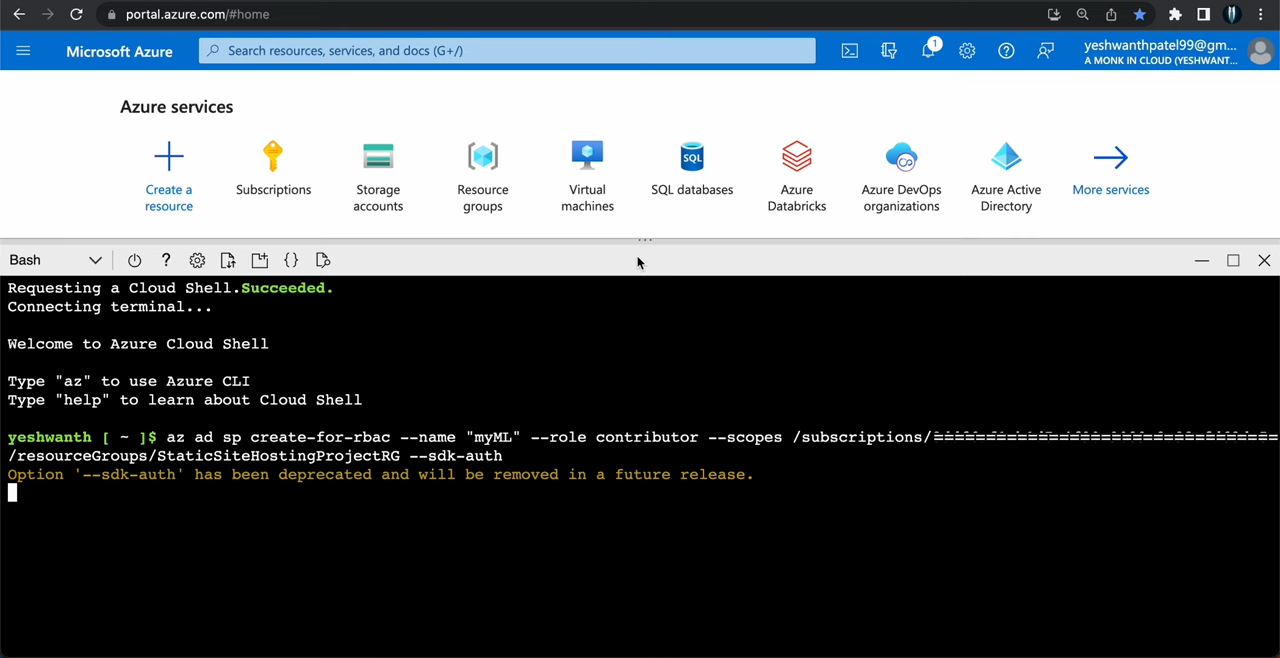 portal.azure.com/#home
Microsoft Azure
Search resources, services, and docs (G+/)
1
yeshwanthpatel99@gm...
A MONK IN CLOUD (YESHWANT...
Azure services
Create a
resource
Subscriptions
Storage
accounts
Resource
groups
Virtual
machines
SQL
SQL databases
Azure
Databricks
Azure DevOps
organizations
Azure Active
Directory
More services
Bash
Requesting a Cloud Shell.Succeeded.
Connecting terminal...
Welcome to Azure Cloud Shell
Type "az" to use Azure CLI
Type "help" to learn about Cloud Shell
yeshwanth [ ~ ]$ az ad sp create-for-rbac --name "myML" --role contributor --scopes /subscriptions/
/resourceGroups/StaticSiteHostingProjectRG --sdk-auth
Option '--sdk-auth' has been deprecated and will be removed in a future release.